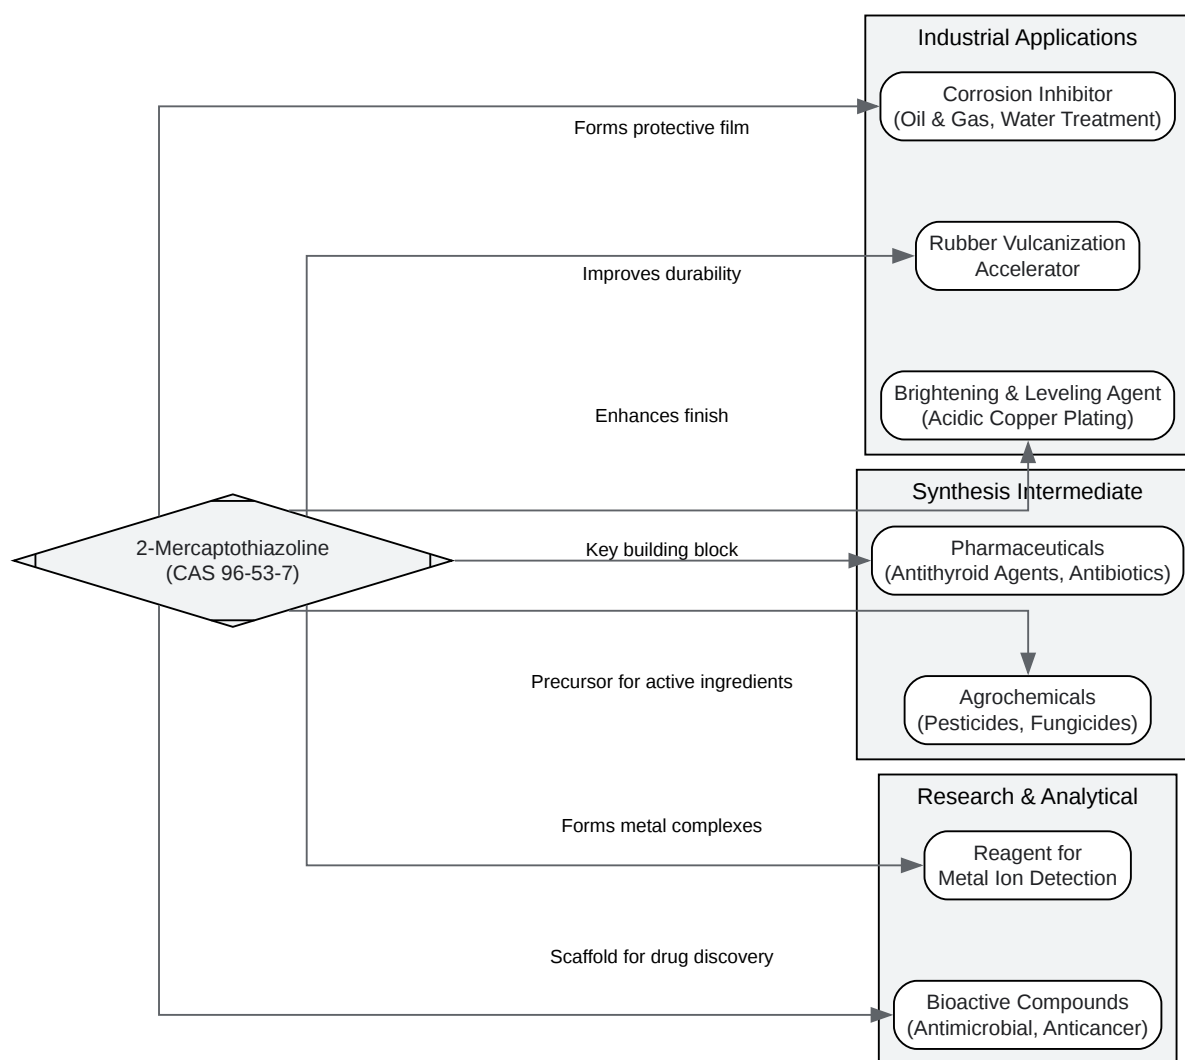 Industrial Applications
Corrosion Inhibitor
(Oil & Gas, Water Treatment)
Forms protective film
Rubber Vulcanization
Accelerator
Improves durability
Brightening & Leveling Agent
(Acidic Copper Plating)
Enhances finish
Synthesis Intermediate
2-Mercaptothiazoline
(CAS 96-53-7)
Key building block
Pharmaceuticals
(Antithyroid Agents, Antibiotics)
Precursor for active ingredients
Agrochemicals
(Pesticides, Fungicides)
Research & Analytical
Forms metal complexes
Reagent for
Metal Ion Detection
Scaffold for drug discovery
Bioactive Compounds
(Antimicrobial, Anticancer)